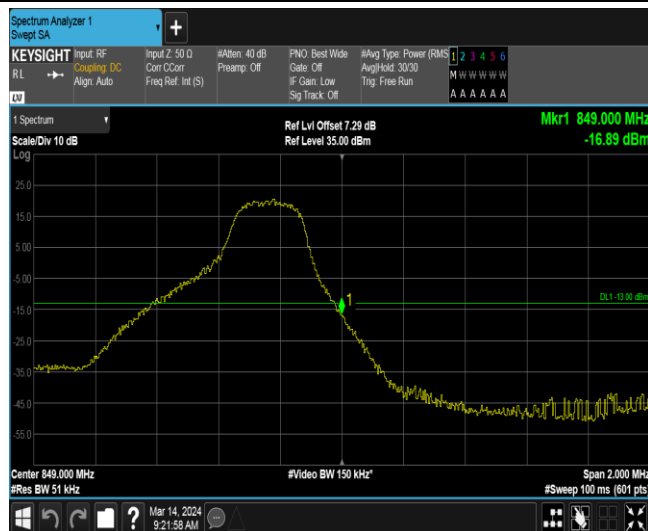 Spectrum Analyzer 1
Swept SA
+
KEYSIGHT
RL
LXI
Input: RF
Coupling: DC
Align: Auto
Input Z: 50 Ω
Corr CCorr
Freq Ref: Int (S)
#Atten: 40 dB
Preamp: Off
PNO: Best Wide
Gate: Off
IF Gain: Low
Sig Track: Off
#Avg Type: Power (RMS
Avg|Hold: 30/30
Trig: Free Run
1 2 3 4 5 6
M W W W W W
A A A A A A
1 Spectrum
Scale/Div 10 dB
Log
Ref Lvl Offset 7.29 dB
Ref Level 35.00 dBm
Mkr1 849.000 MHz
-16.89 dBm
25.0
15.0
5.00
-5.00
-15.0
-25.0
-35.0
-45.0
-55.0
1
DL1 -13.00 dBm
Center 849.000 MHz
#Video BW 150 kHz*
Span 2.000 MHz
#Res BW 51 kHz
#Sweep 100 ms (601 pts)
?
Mar 14, 2024
9:21:58 AM